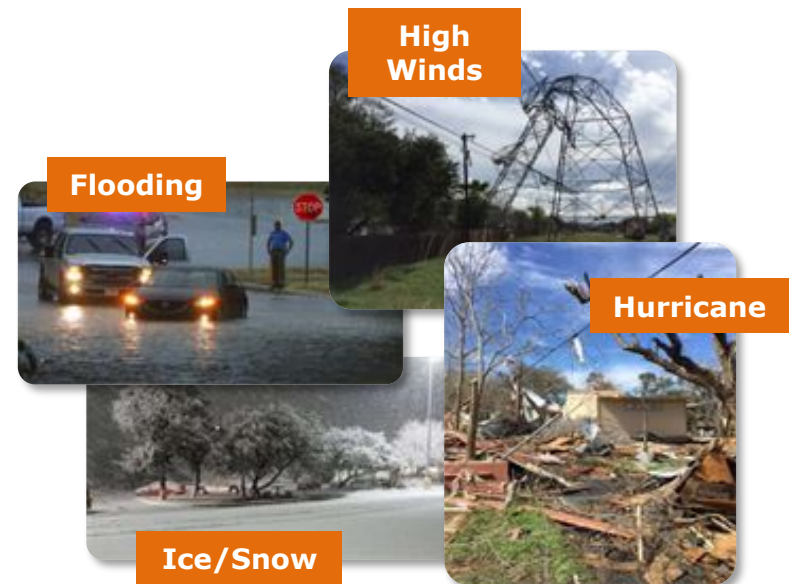 High
Winds
Flooding
STOP
Hurricane
Ice/Snow